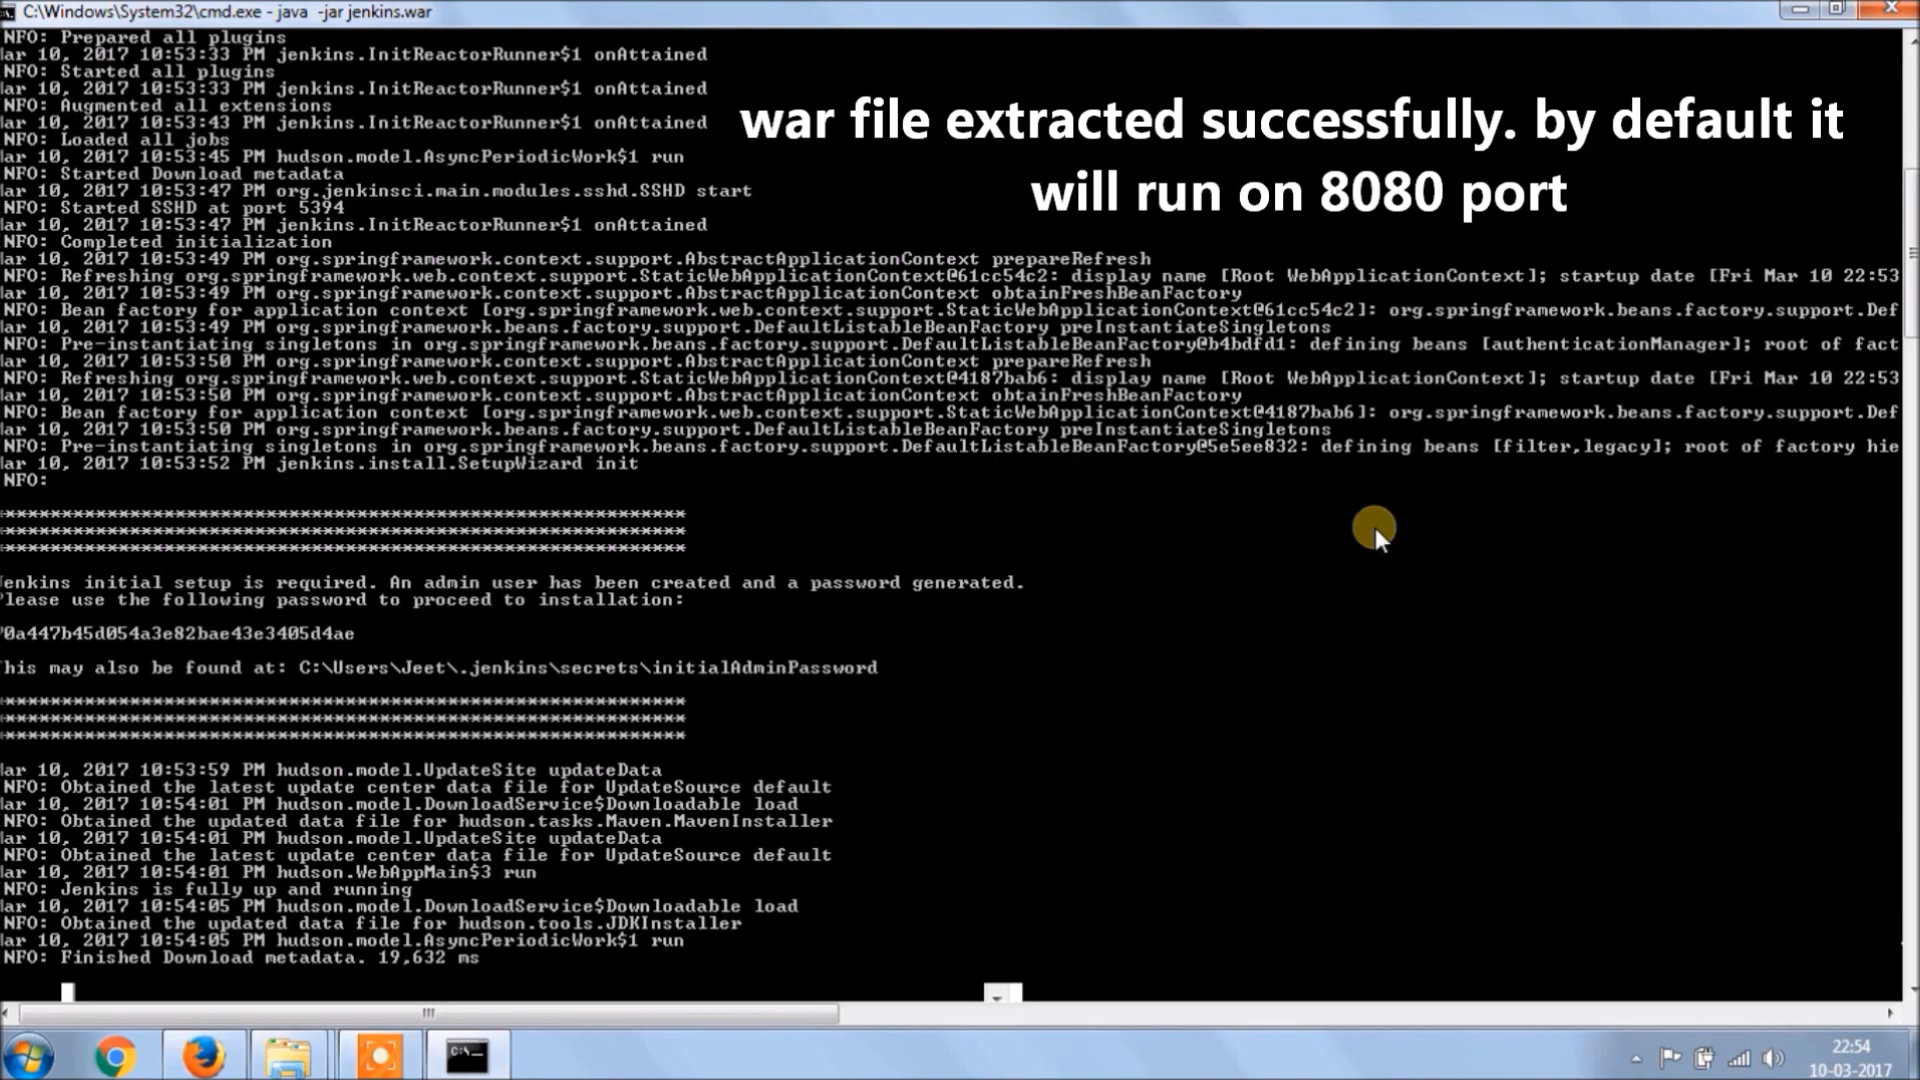 C:\Windows\System32\cmd.exe - java -jar jenkins.war
NFO: Prepared all plugins
ar 10, 2017 10:53:33 PM jenkins.InitReactorRunner$1 onAttained
NFO: Started all plugins
ar 10, 2017 10:53:33 PM jenkins.InitReactorRunner$1 onAttained
NFO: Augmented all extensions
ar 10, 2017 10:53:43 PM jenkins.InitReactorRunner$1 onAttained
NFO: Loaded all jobs
ar 10, 2017 10:53:45 PM hudson.model.AsyncPeriodicWork$1 run
NFO: Started Download metadata
ar 10, 2017 10:53:47 PM org.jenkinsci.main.modules.sshd.SSHD start
NFO: Started SSHD at port 5394
ar 10, 2017 10:53:47 PM jenkins.InitReactorRunner$1 onAttained
NFO: Completed initialization
ar 10, 2017 10:53:49 PM org.springframework.context.support.AbstractApplicationContext prepareRefresh
NFO: Refreshing org.springframework.web.context.support.StaticWebApplicationContext@61cc54c2: display name [Root WebApplicationContext]; startup date [Fri Mar 10 22:53
ar 10, 2017 10:53:49 PM org.springframework.context.support.AbstractApplicationContext obtainFreshBeanFactory
NFO: Bean factory for application context [org.springframework.web.context.support.StaticWebApplicationContext@61cc54c2]: org.springframework.beans.factory.support.Def
ar 10, 2017 10:53:49 PM org.springframework.beans.factory.support.DefaultListableBeanFactory preInstantiateSingletons
NFO: Pre-instantiating singletons in org.springframework.beans.factory.support.DefaultListableBeanFactory@b4bdfd1: defining beans [authenticationManager]; root of fact
ar 10, 2017 10:53:50 PM org.springframework.context.support.AbstractApplicationContext prepareRefresh
NFO: Refreshing org.springframework.web.context.support.StaticWebApplicationContext@4187bab6: display name [Root WebApplicationContext]; startup date [Fri Mar 10 22:53
ar 10, 2017 10:53:50 PM org.springframework.context.support.AbstractApplicationContext obtainFreshBeanFactory
NFO: Bean factory for application context [org.springframework.web.context.support.StaticWebApplicationContext@4187bab6]: org.springframework.beans.factory.support.Def
ar 10, 2017 10:53:50 PM org.springframework.beans.factory.support.DefaultListableBeanFactory preInstantiateSingletons
NFO: Pre-instantiating singletons in org.springframework.beans.factory.support.DefaultListableBeanFactory@5e5ee832: defining beans [filter,legacy]; root of factory hie
ar 10, 2017 10:53:52 PM jenkins.install.SetupWizard init
NFO:
war file extracted successfully. by default it
will run on 8080 port
*************************************************************
*************************************************************
*************************************************************
enkins initial setup is required. An admin user has been created and a password generated.
lease use the following password to proceed to installation:
0a447b45d054a3e82bae43e3405d4ae
his may also be found at: C:\Users\Jeet\.jenkins\secrets\initialAdminPassword
*************************************************************
*************************************************************
*************************************************************
ar 10, 2017 10:53:59 PM hudson.model.UpdateSite updateData
NFO: Obtained the latest update center data file for UpdateSource default
ar 10, 2017 10:54:01 PM hudson.model.DownloadService$Downloadable load
NFO: Obtained the updated data file for hudson.tasks.Maven.MavenInstaller
ar 10, 2017 10:54:01 PM hudson.model.UpdateSite updateData
NFO: Obtained the latest update center data file for UpdateSource default
ar 10, 2017 10:54:01 PM hudson.WebAppMain$3 run
NFO: Jenkins is fully up and running
ar 10, 2017 10:54:05 PM hudson.model.DownloadService$Downloadable load
NFO: Obtained the updated data file for hudson.tools.JDKInstaller
ar 10, 2017 10:54:05 PM hudson.model.AsyncPeriodicWork$1 run
NFO: Finished Download metadata. 19,632 ms
C:\_
22:54
10-03-2017